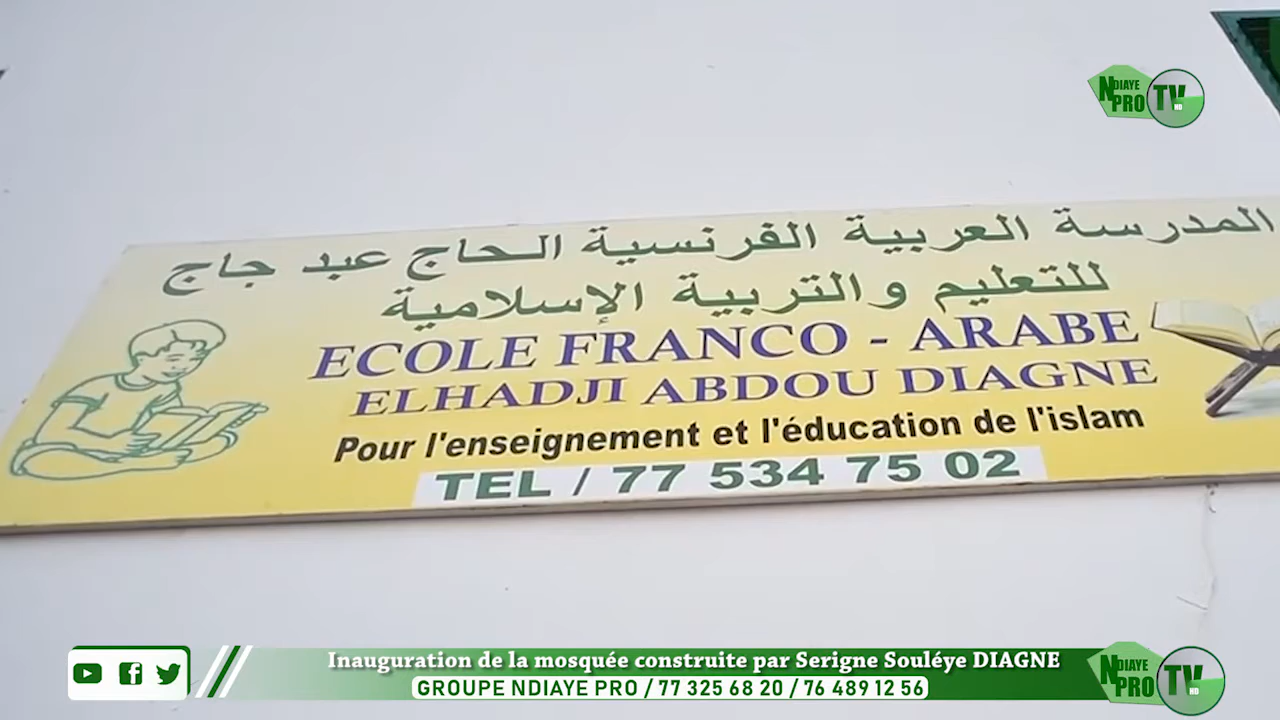 NDIAYE PRO TV HD
المدرسة العربية الفرنسية الحاج عبد جاج
للتعليم والتربية الإسلامية
ECOLE FRANCO - ARABE
ELHADJI ABDOU DIAGNE
Pour l'enseignement et l'éducation de l'islam
TEL / 77 534 75 02
Inauguration de la mosquée construite par Serigne Souléye DIAGNE
GROUPE NDIAYE PRO / 77 325 68 20 / 76 489 12 56
NDIAYE PRO TV HD